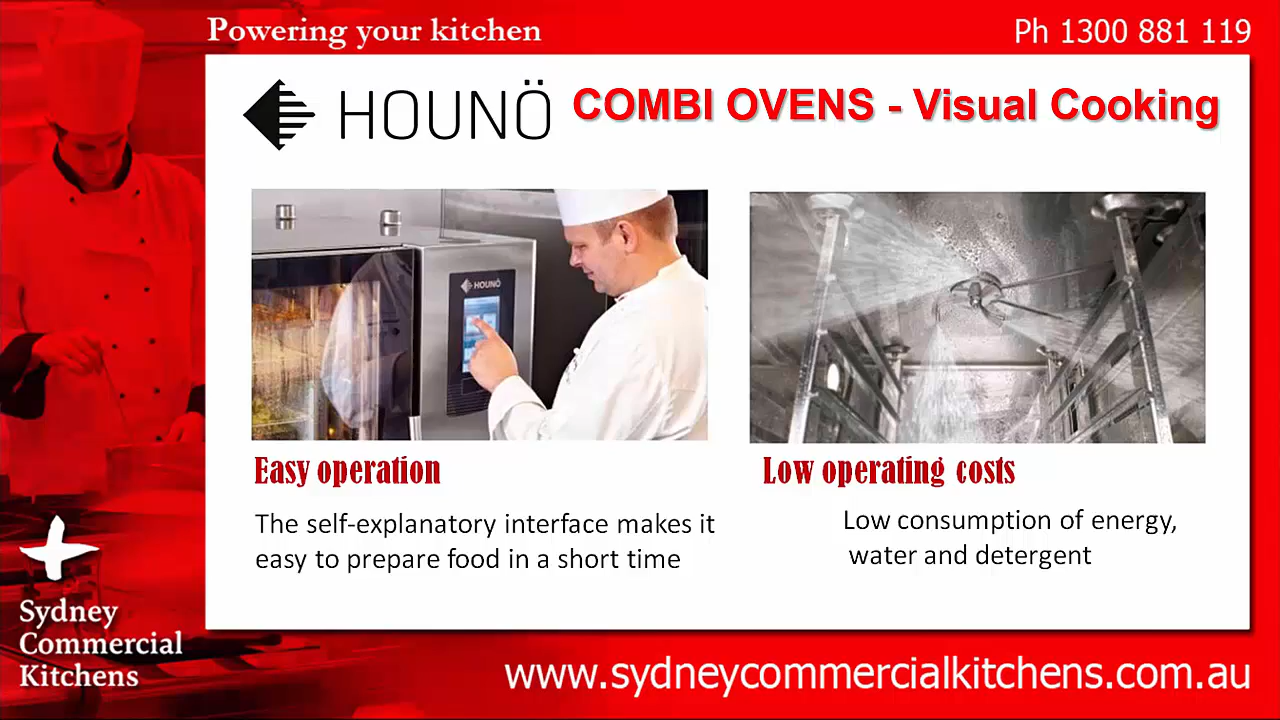 Powering your kitchen
Ph 1300 881 119
HOUNÖ
COMBI OVENS - Visual Cooking
HOUNÖ
Easy operation
The self-explanatory interface makes it
easy to prepare food in a short time
Low operating costs
Low consumption of energy,
water and detergent
Sydney
Commercial
Kitchens
www.sydneycommercialkitchens.com.au